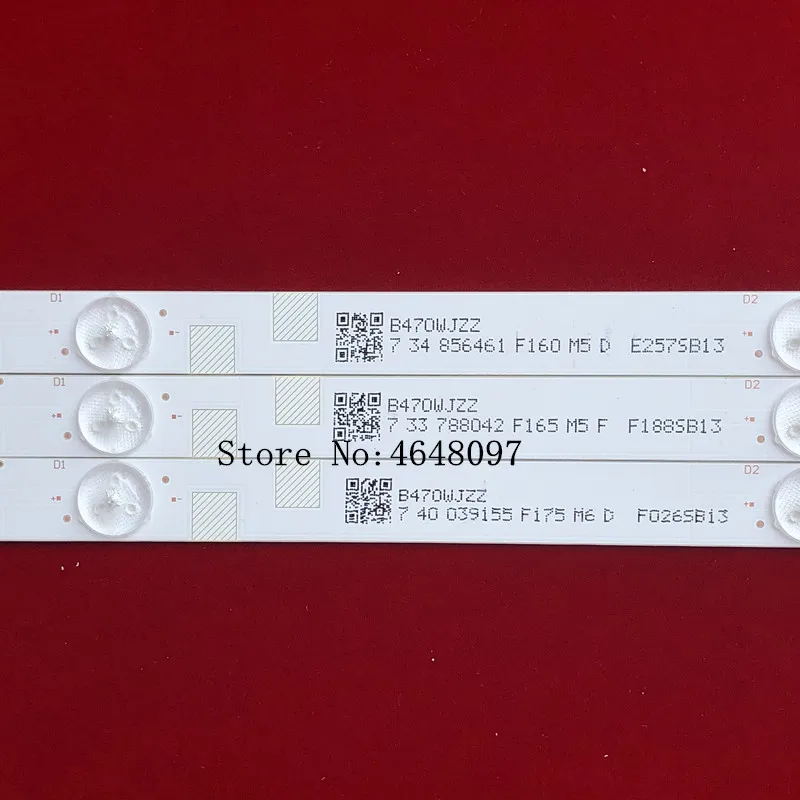 D1
D2
B470WJZZ
7 34 856461 F160 M5 D E257SB13
D1
D2
B470WJZZ
7 33 788042 F165 M5 F F188SB13
Store No:4648097
D1
D2
B470WJZZ
7 40 039155 F175 M6 D F026SB13